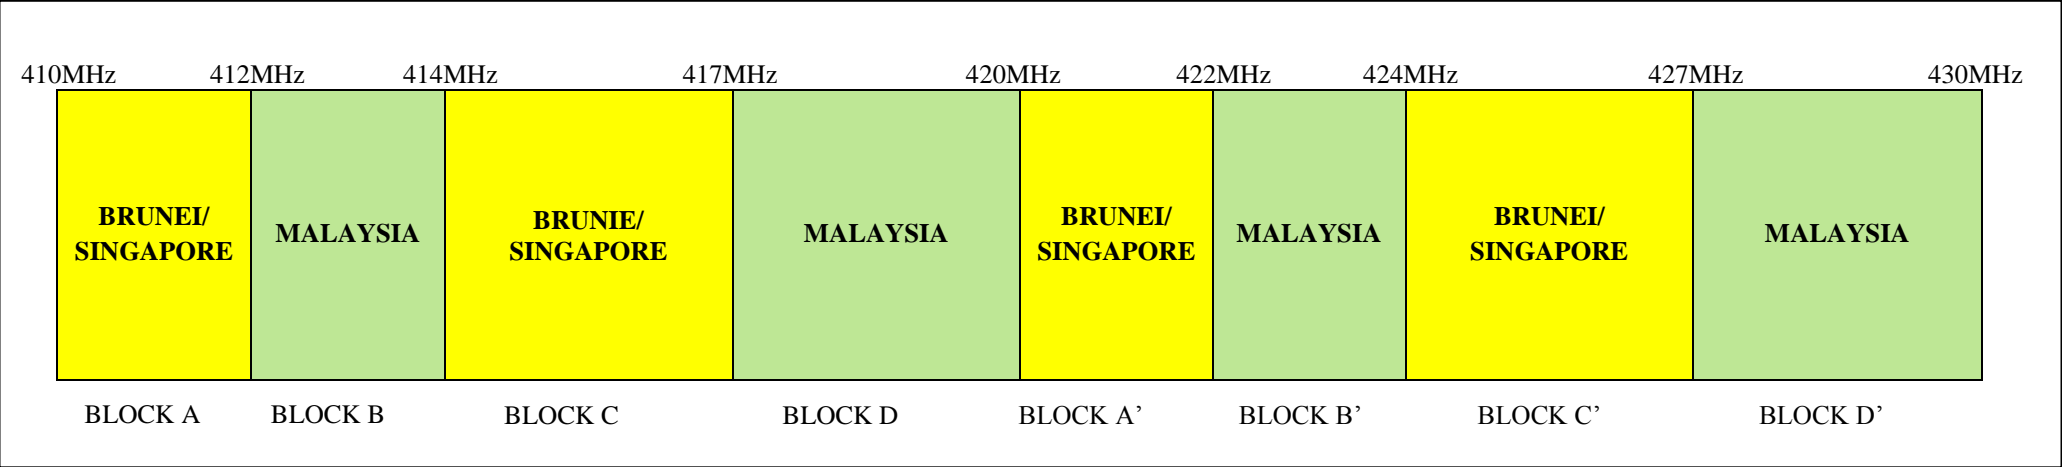 410MHz 412MHz 414MHz 417MHz 420MHz 422MHz 424MHz 427MHz 430MHz
BRUNEI/
SINGAPORE
MALAYSIA
BRUNIE/
SINGAPORE
MALAYSIA
BRUNEI/
SINGAPORE
MALAYSIA
BRUNEI/
SINGAPORE
MALAYSIA
BLOCK A BLOCK B BLOCK C BLOCK D BLOCK A’ BLOCK B’ BLOCK C’ BLOCK D’